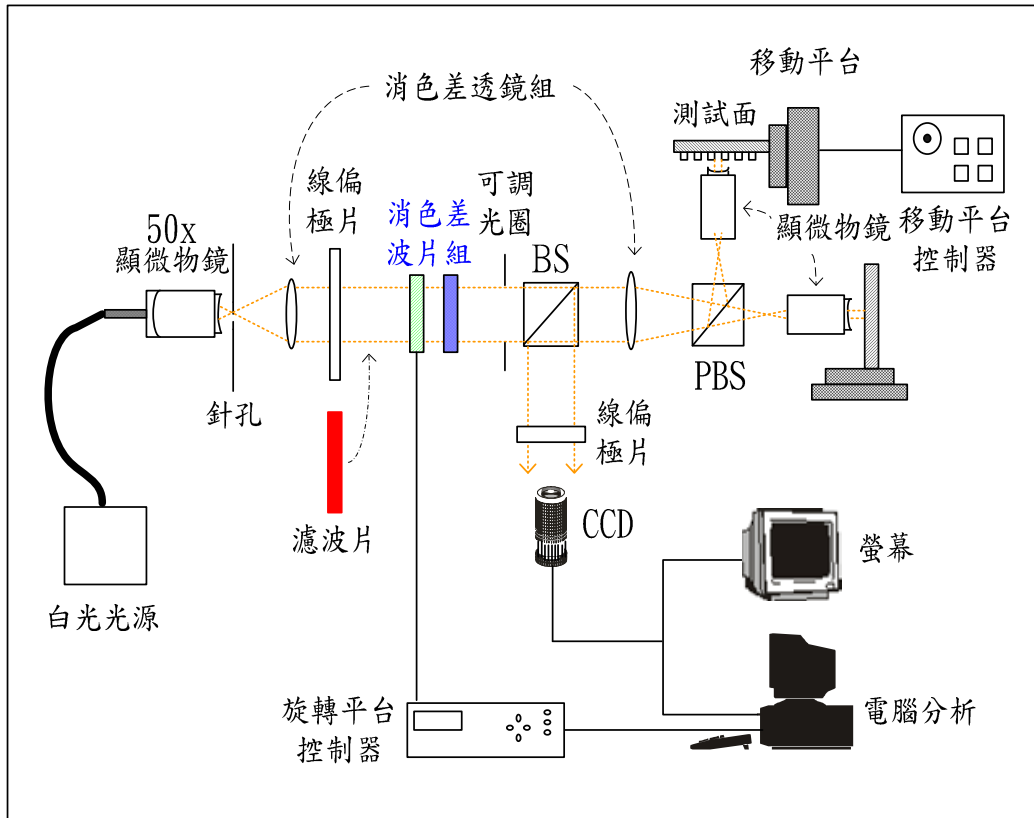 移動平台
消色差透鏡組
測試面
線偏
極片
可調
光圈
消色差
波片組
50x
顯微物鏡
BS
顯微物鏡
移動平台
控制器
PBS
針孔
線偏
極片
濾波片
CCD
螢幕
白光光源
旋轉平台
控制器
電腦分析